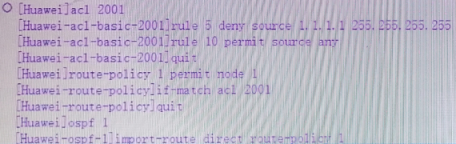 [Huawei]acl 2001
[Huawei-acl-basic-2001]rule 5 deny source 1.1.1.1 255.255.255.255
[Huawei-acl-basic-2001]rule 10 permit source any
[Huawei-acl-basic-2001]quit
[Huawei]route-policy 1 permit node 1
[Huawei-route-policy]if-match acl 2001
[Huawei-route-policy]quit
[Huawei]ospf 1
[Huawei-ospf-1]import-route direct route-policy 1